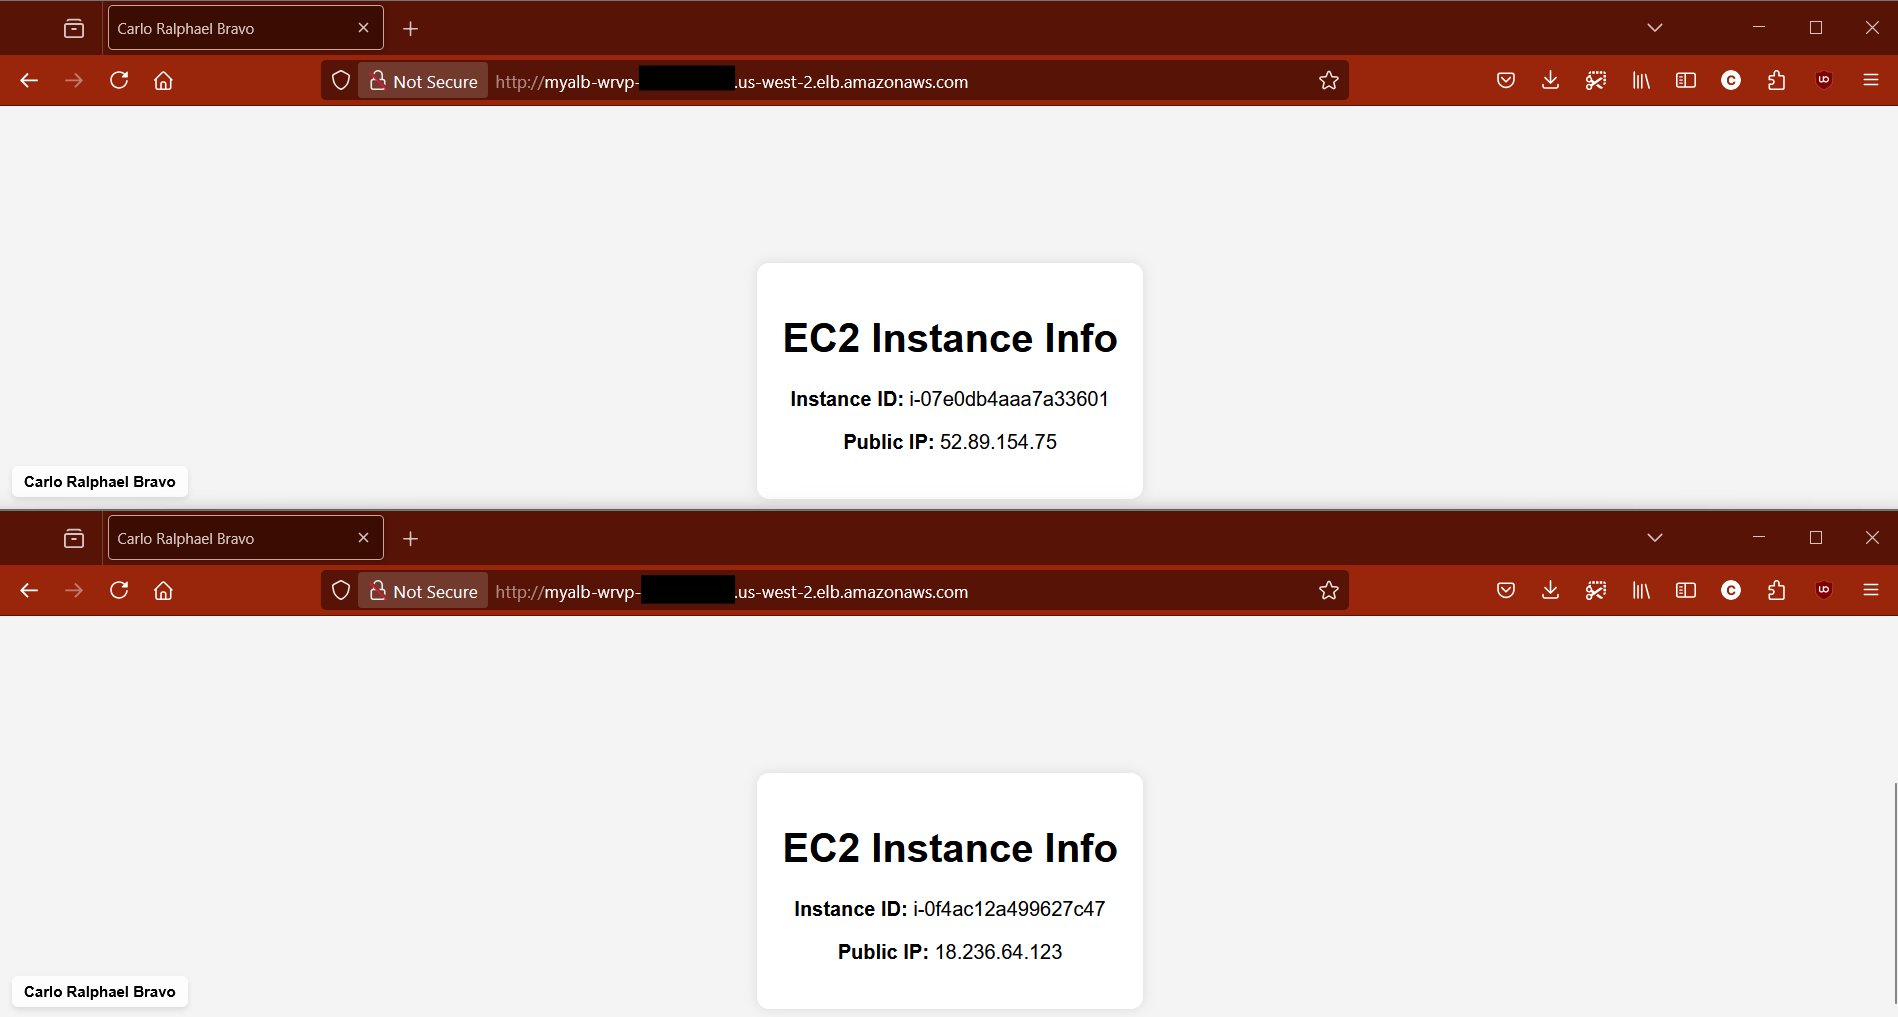 Carlo Ralphael Bravo
Not Secure http://myalb-wrvp- .us-west-2.elb.amazonaws.com
EC2 Instance Info
Instance ID: i-07e0db4aaa7a33601
Public IP: 52.89.154.75
Carlo Ralphael Bravo
Carlo Ralphael Bravo
Not Secure http://myalb-wrvp- .us-west-2.elb.amazonaws.com
EC2 Instance Info
Instance ID: i-0f4ac12a499627c47
Public IP: 18.236.64.123
Carlo Ralphael Bravo